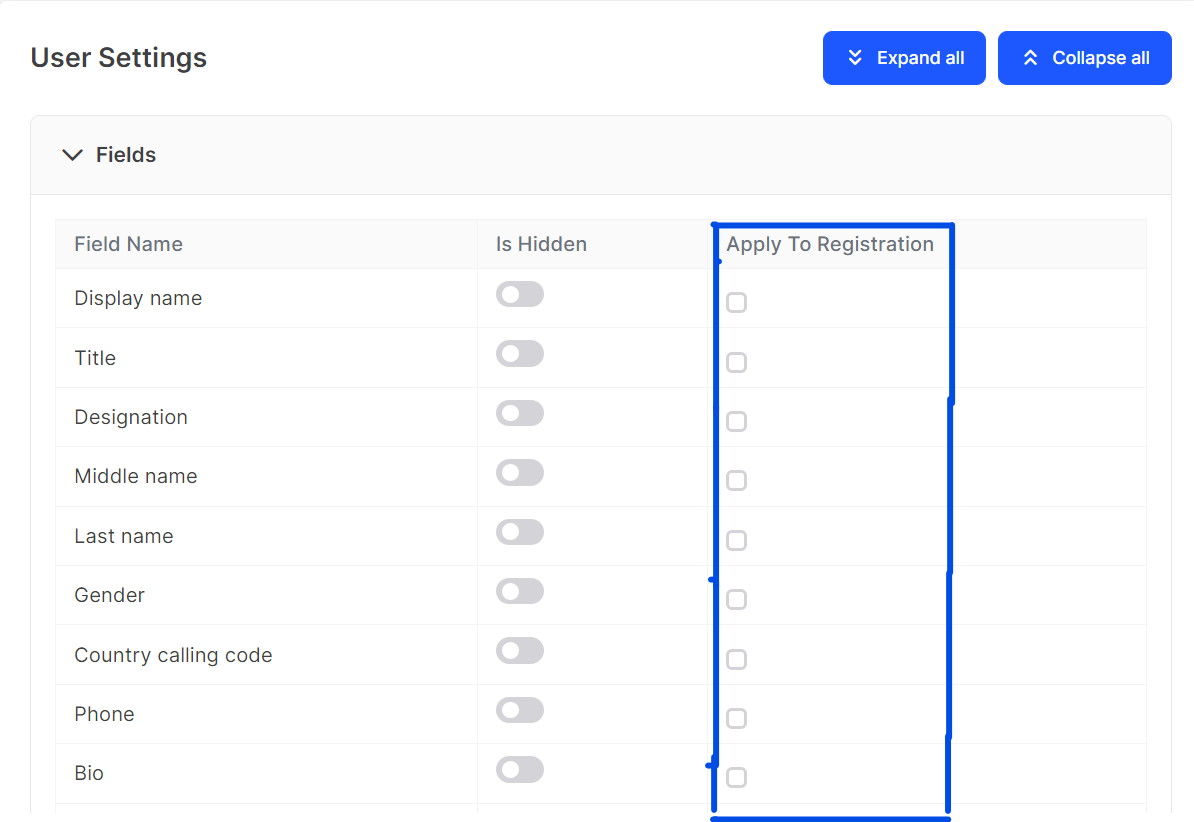 User Settings
Expand all
Collapse all
Fields
Field Name Is Hidden Apply To Registration
Display name
Title
Designation
Middle name
Last name
Gender
Country calling code
Phone
Bio